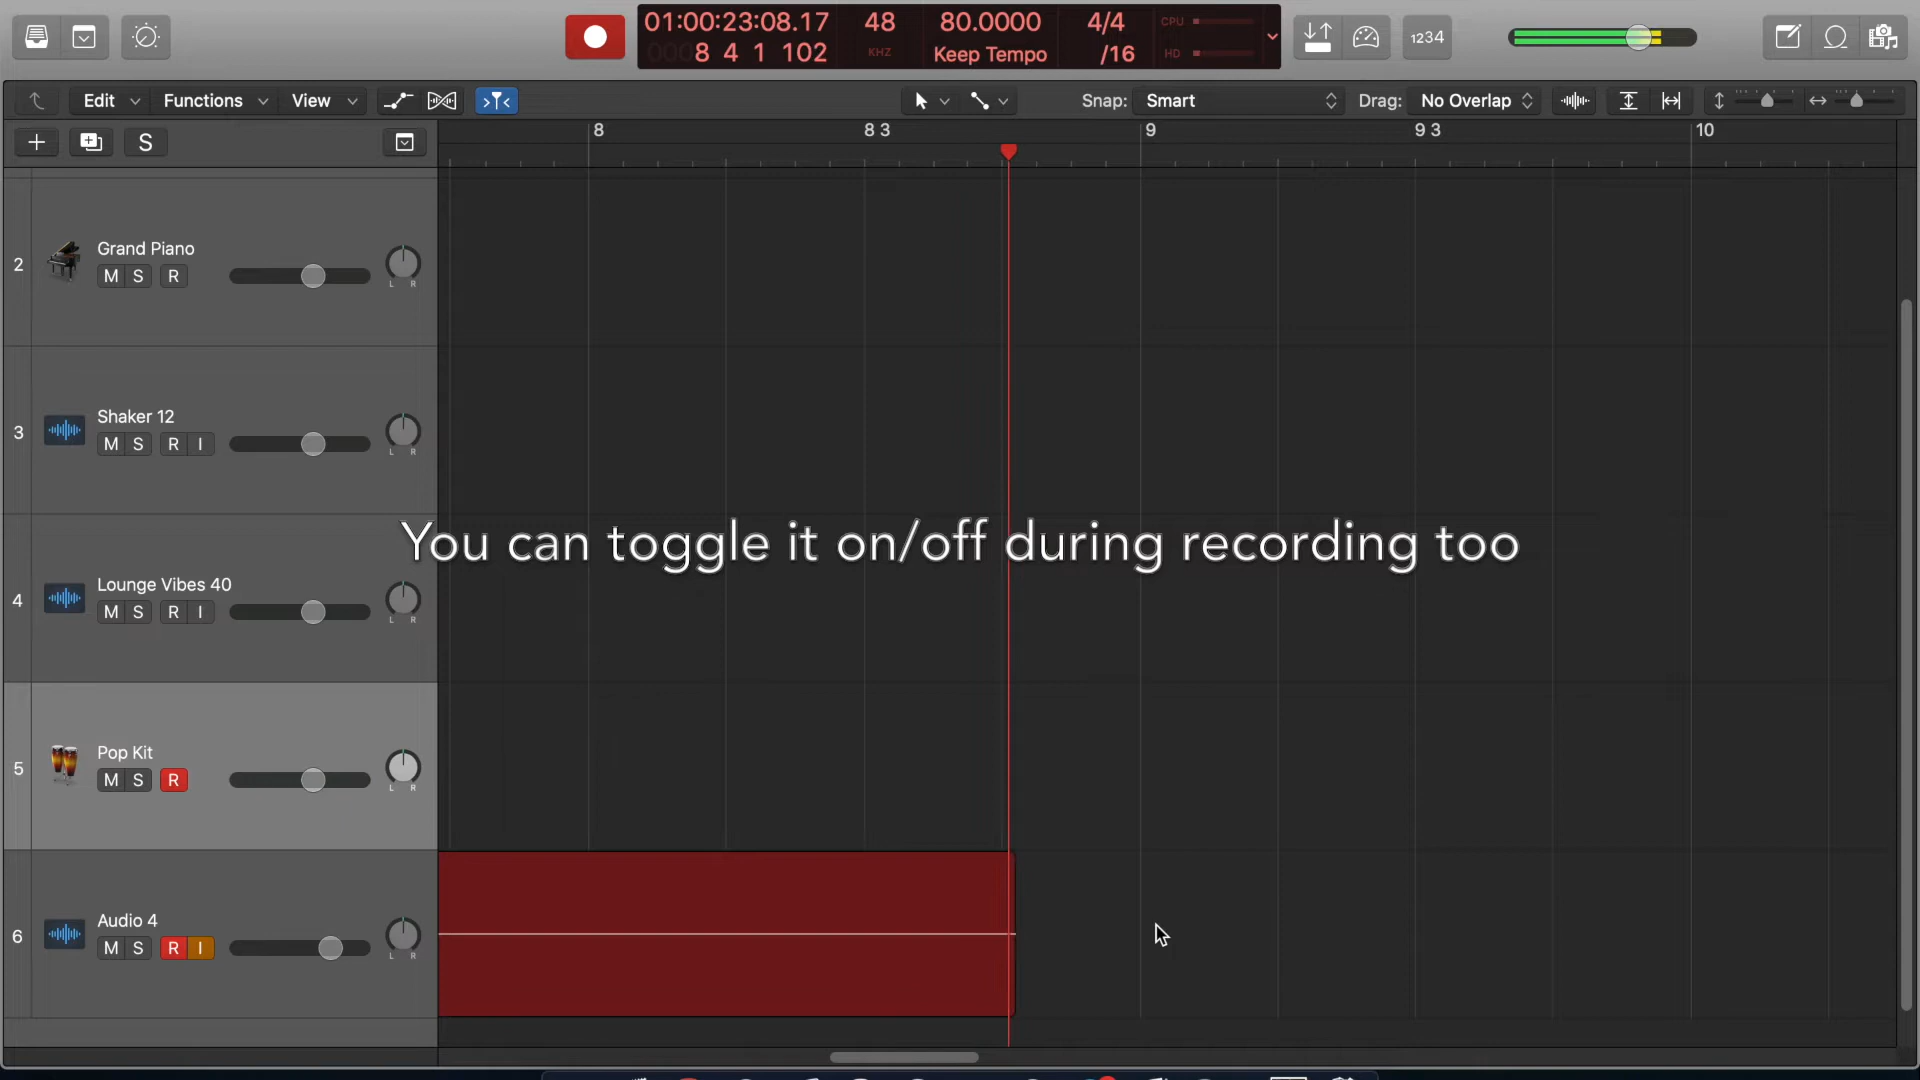 01:00:23:08.17 48 80.0000 4/4 CPU
0008 4 1 102 KHZ Keep Tempo /16 HD
1234
Edit Functions View Snap: Smart Drag: No Overlap
S
8 8 3 9 9 3 10
2 Grand Piano
M S R L R
3 Shaker 12
M S R I L R
You can toggle it on/off during recording too
4 Lounge Vibes 40
M S R I L R
5 Pop Kit
M S R L R
6 Audio 4
M S R I L R